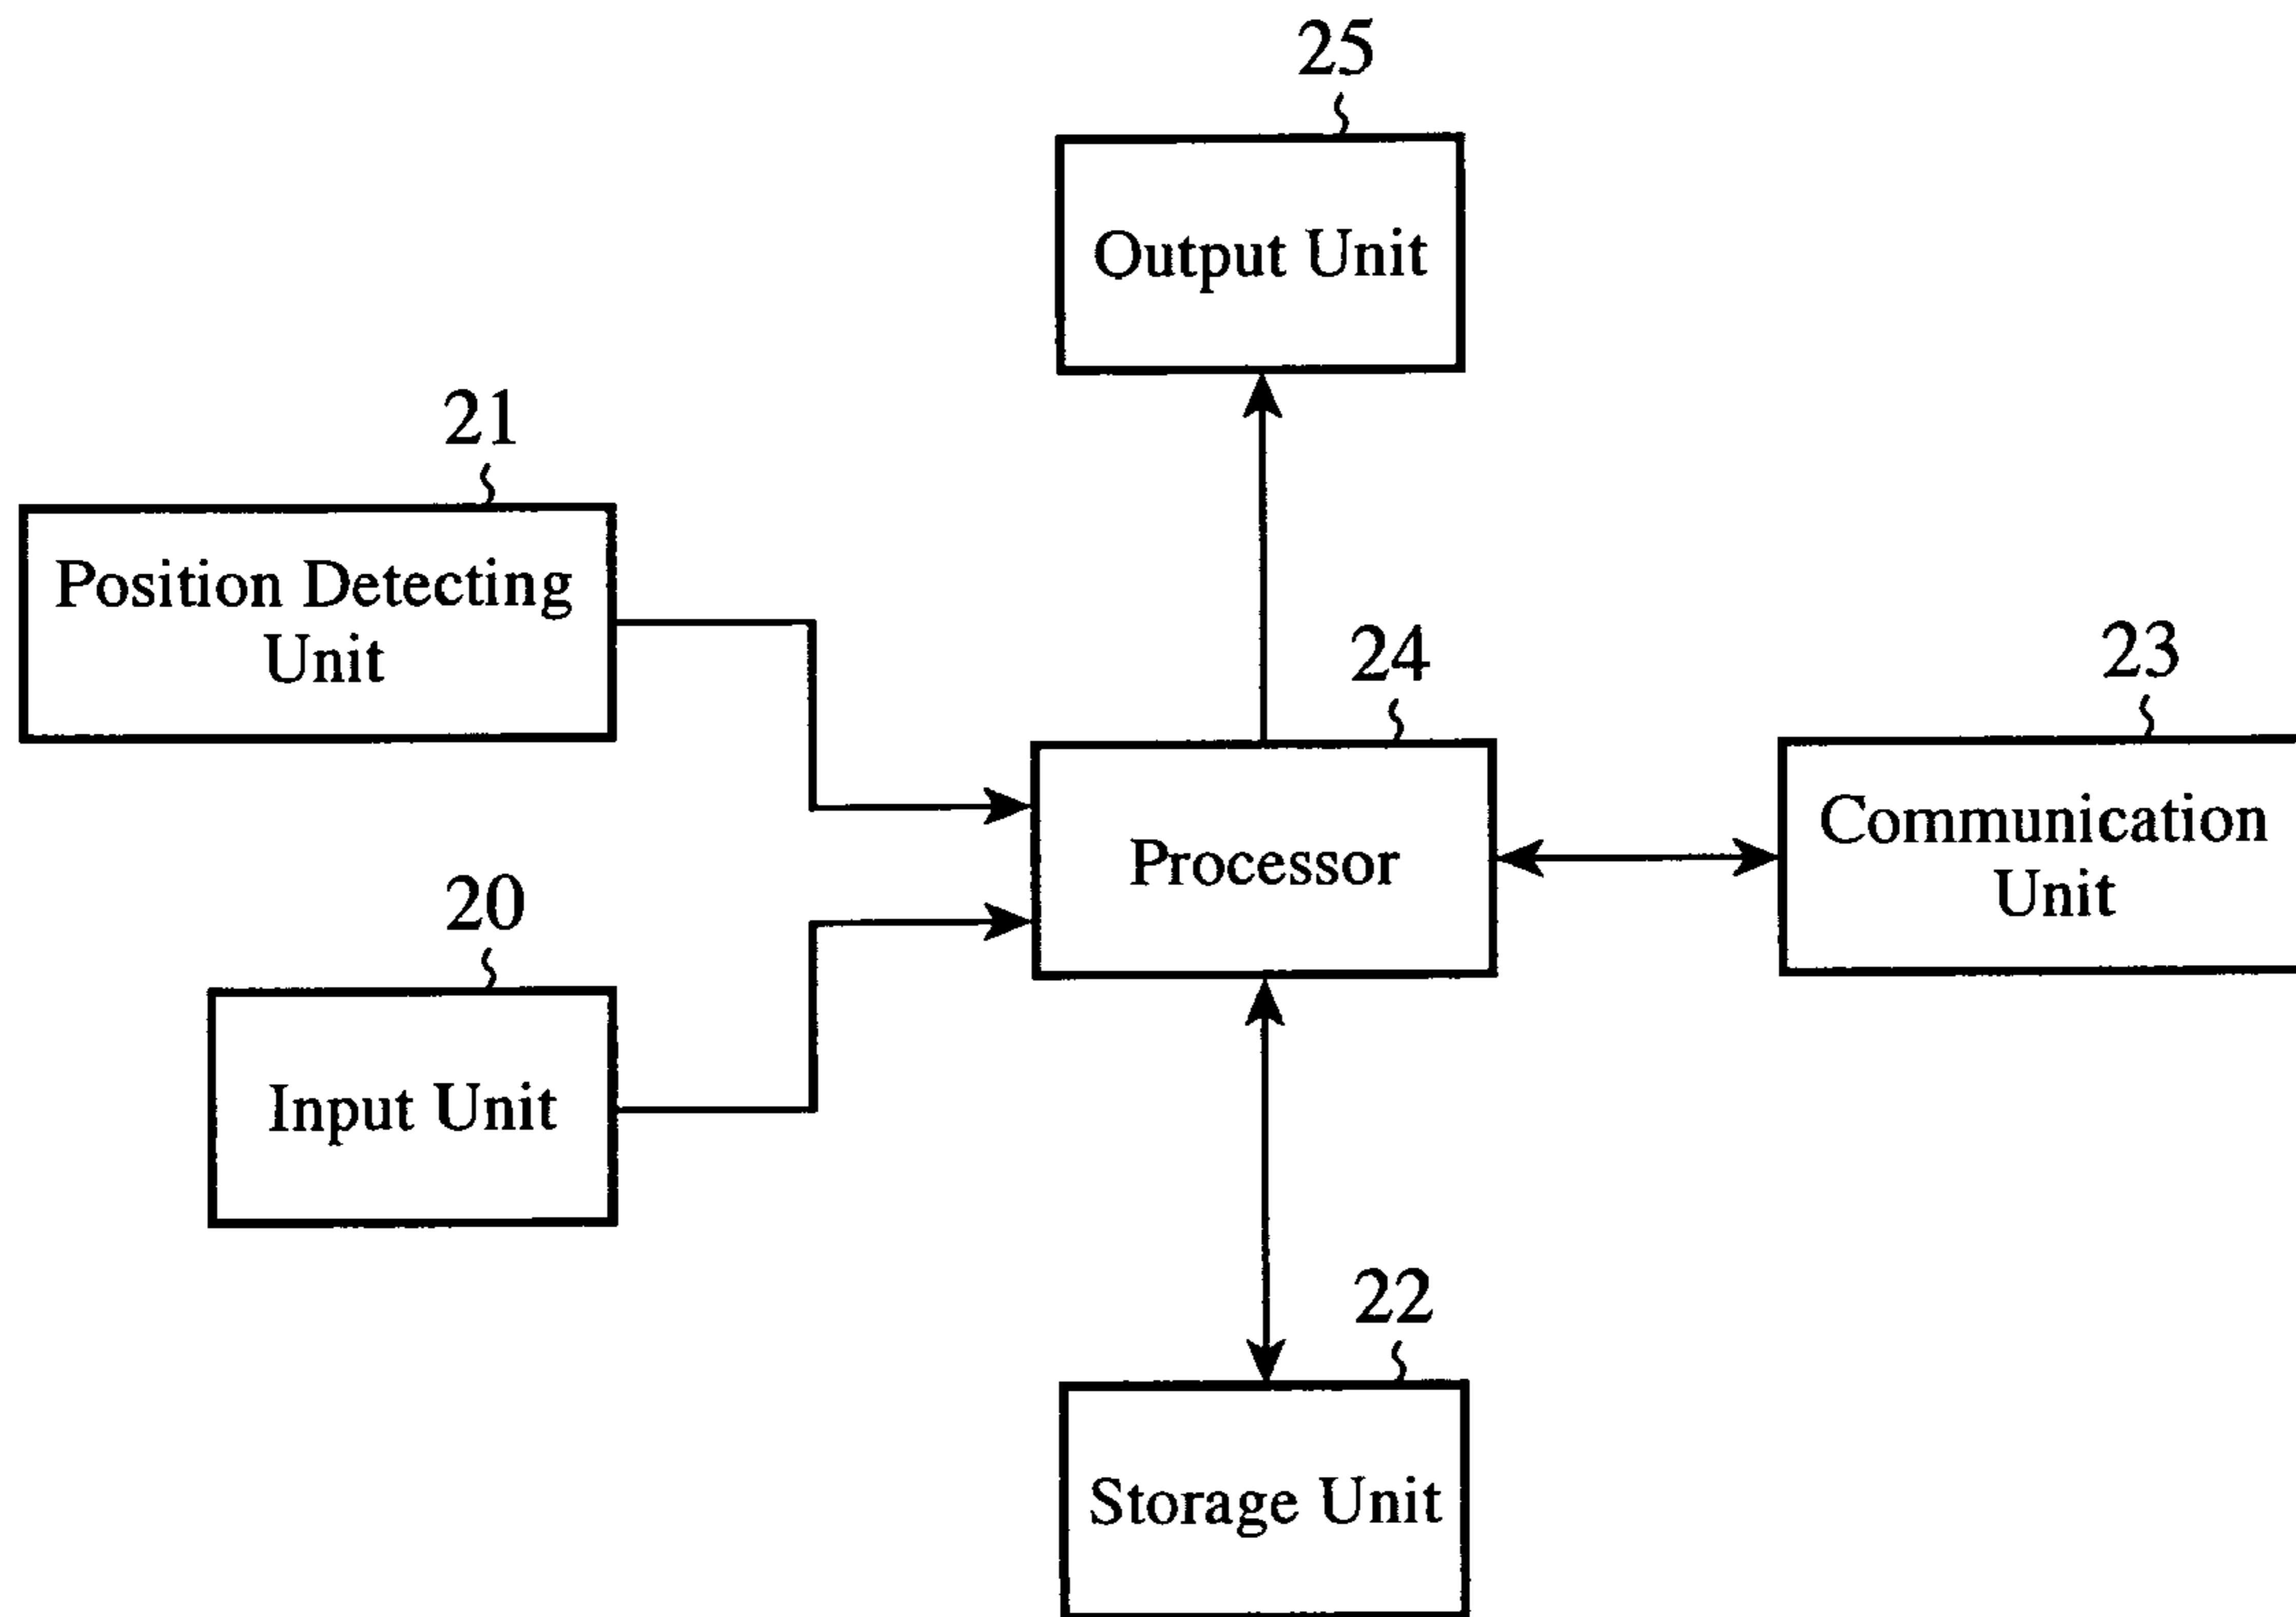 25
Output Unit
21
Position Detecting
Unit
24
Processor
23
Communication
Unit
20
Input Unit
22
Storage Unit